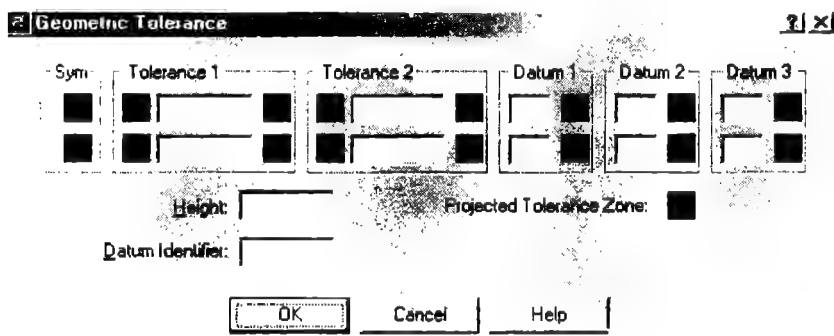 Geometric Tolerance
Sym Tolerance 1 Tolerance 2 Datum 1 Datum 2 Datum 3
Height:
Projected Tolerance Zone:
Datum Identifier:
OK Cancel Help